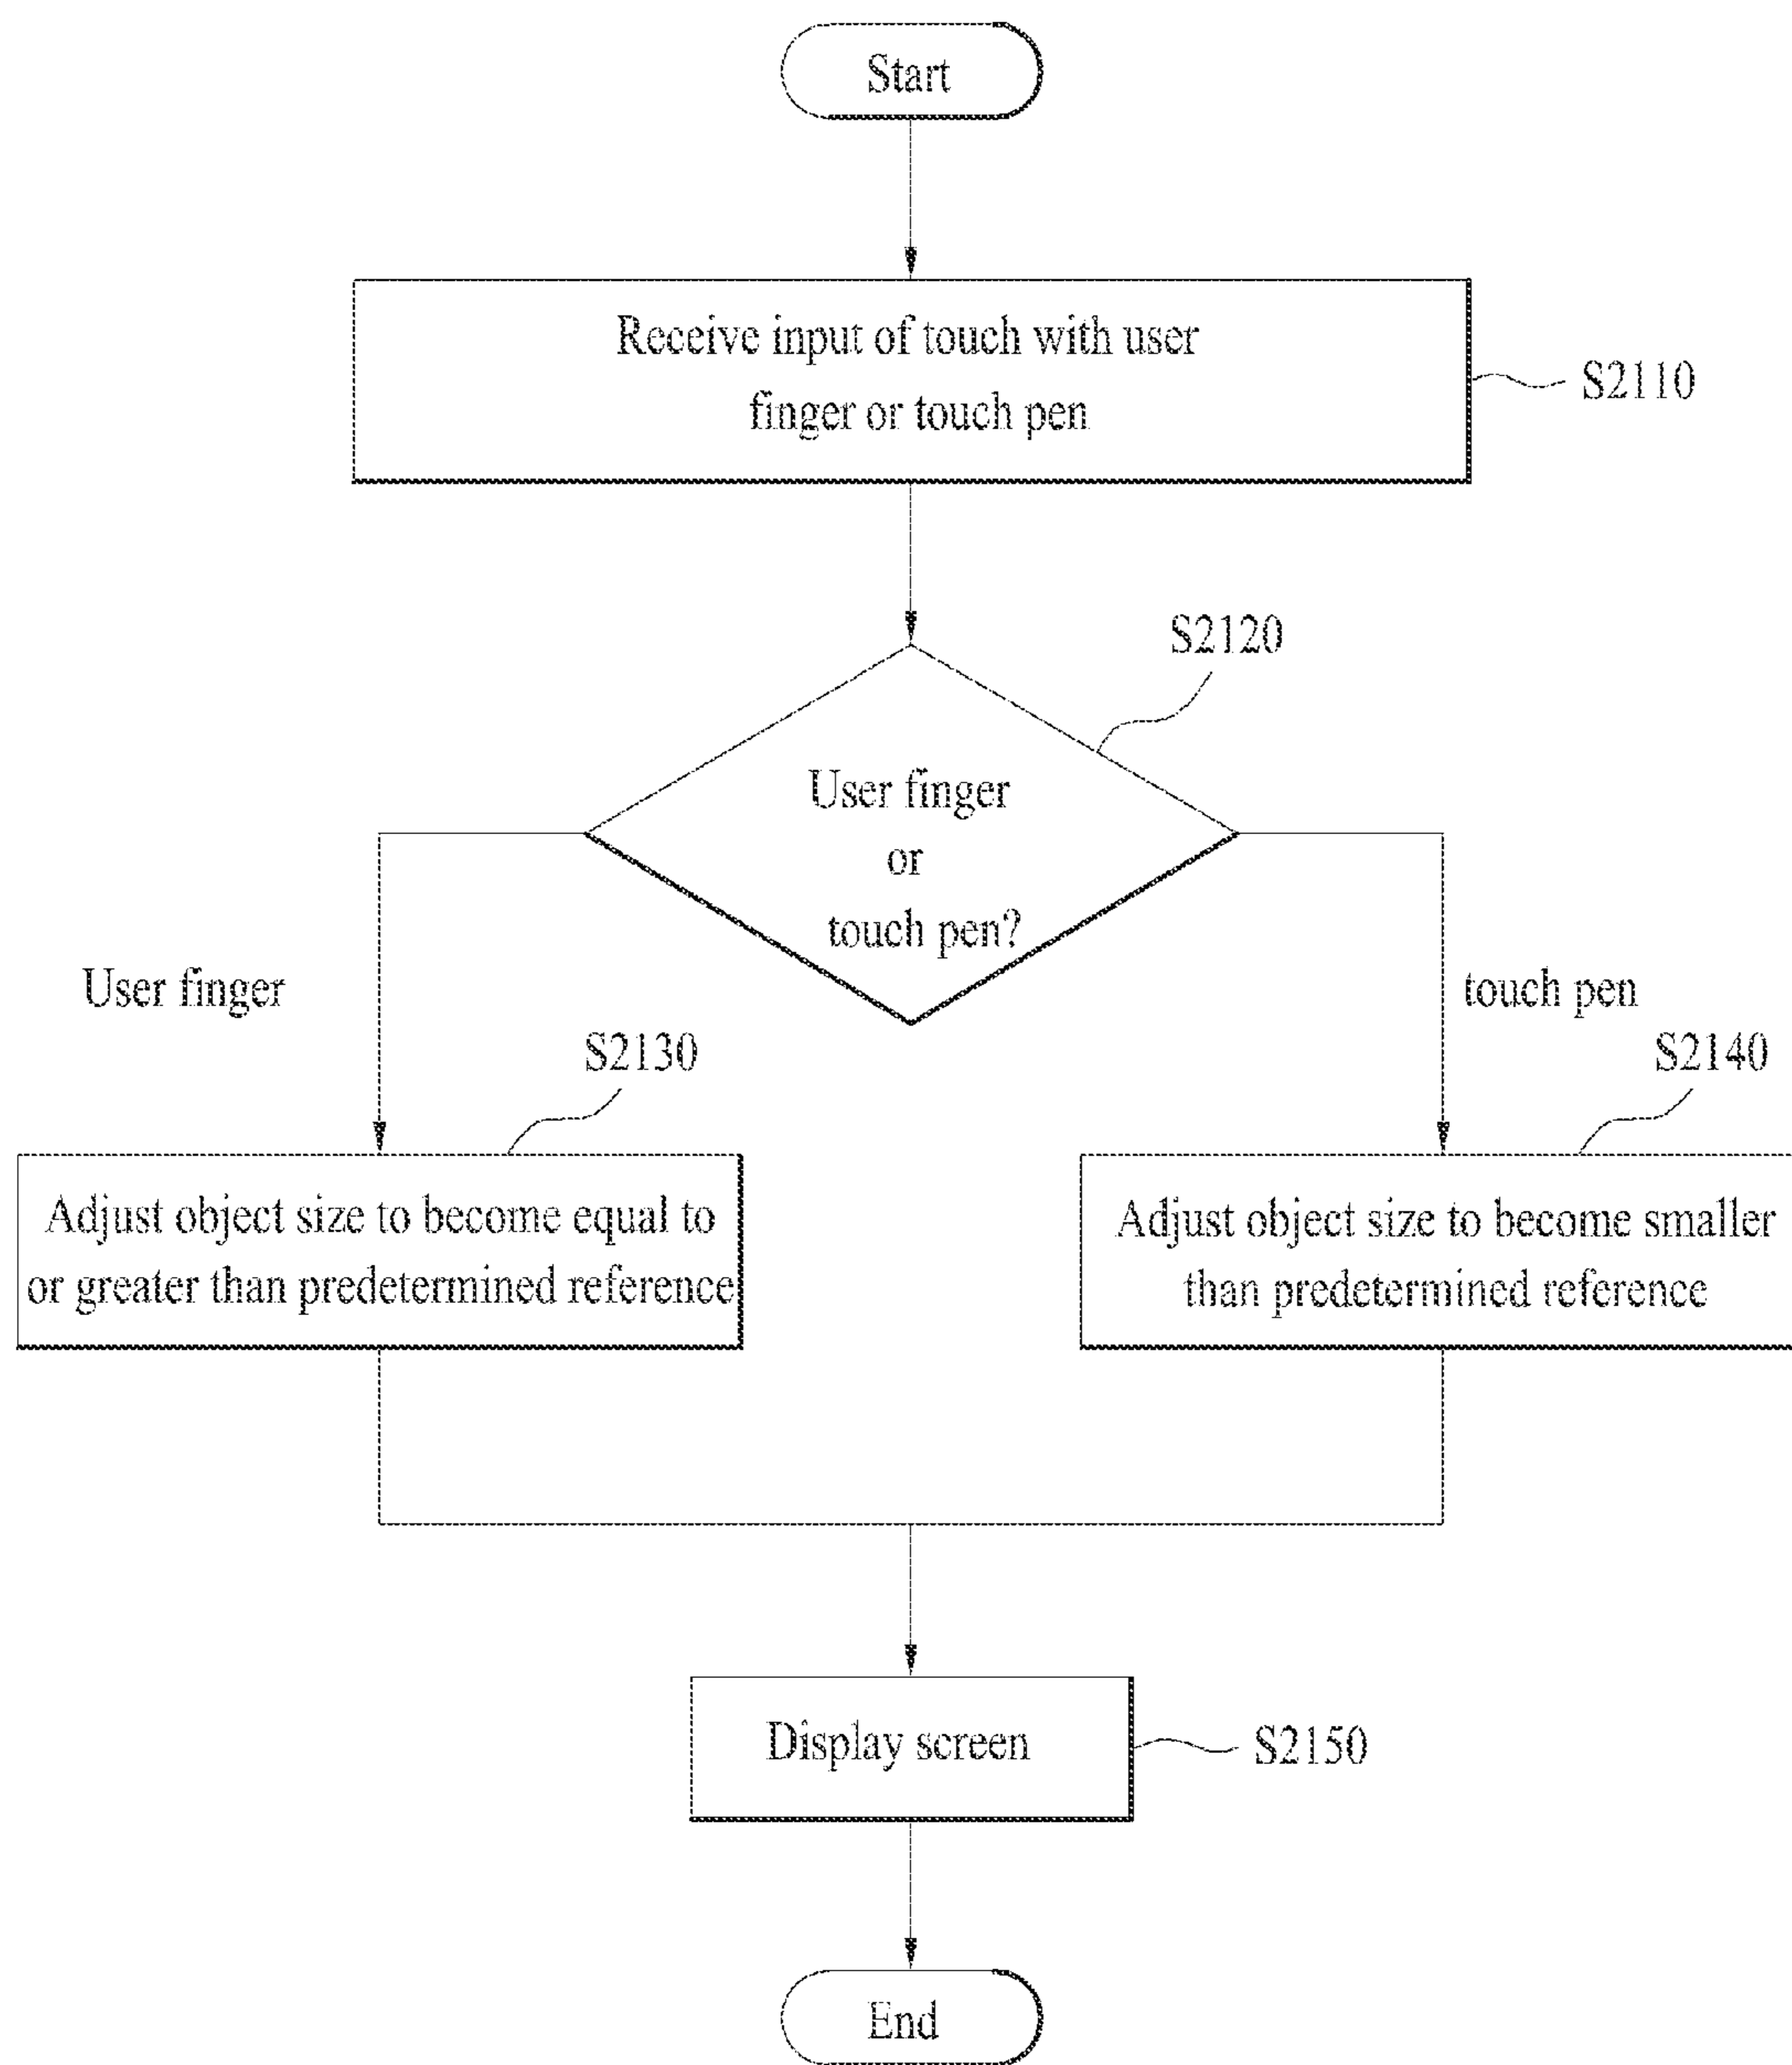 Start
Receive input of touch with user
finger or touch pen
S2110
S2120
User finger
or
touch pen?
User finger
touch pen
S2130
S2140
Adjust object size to become equal to
or greater than predetermined reference
Adjust object size to become smaller
than predetermined reference
Display screen
S2150
End